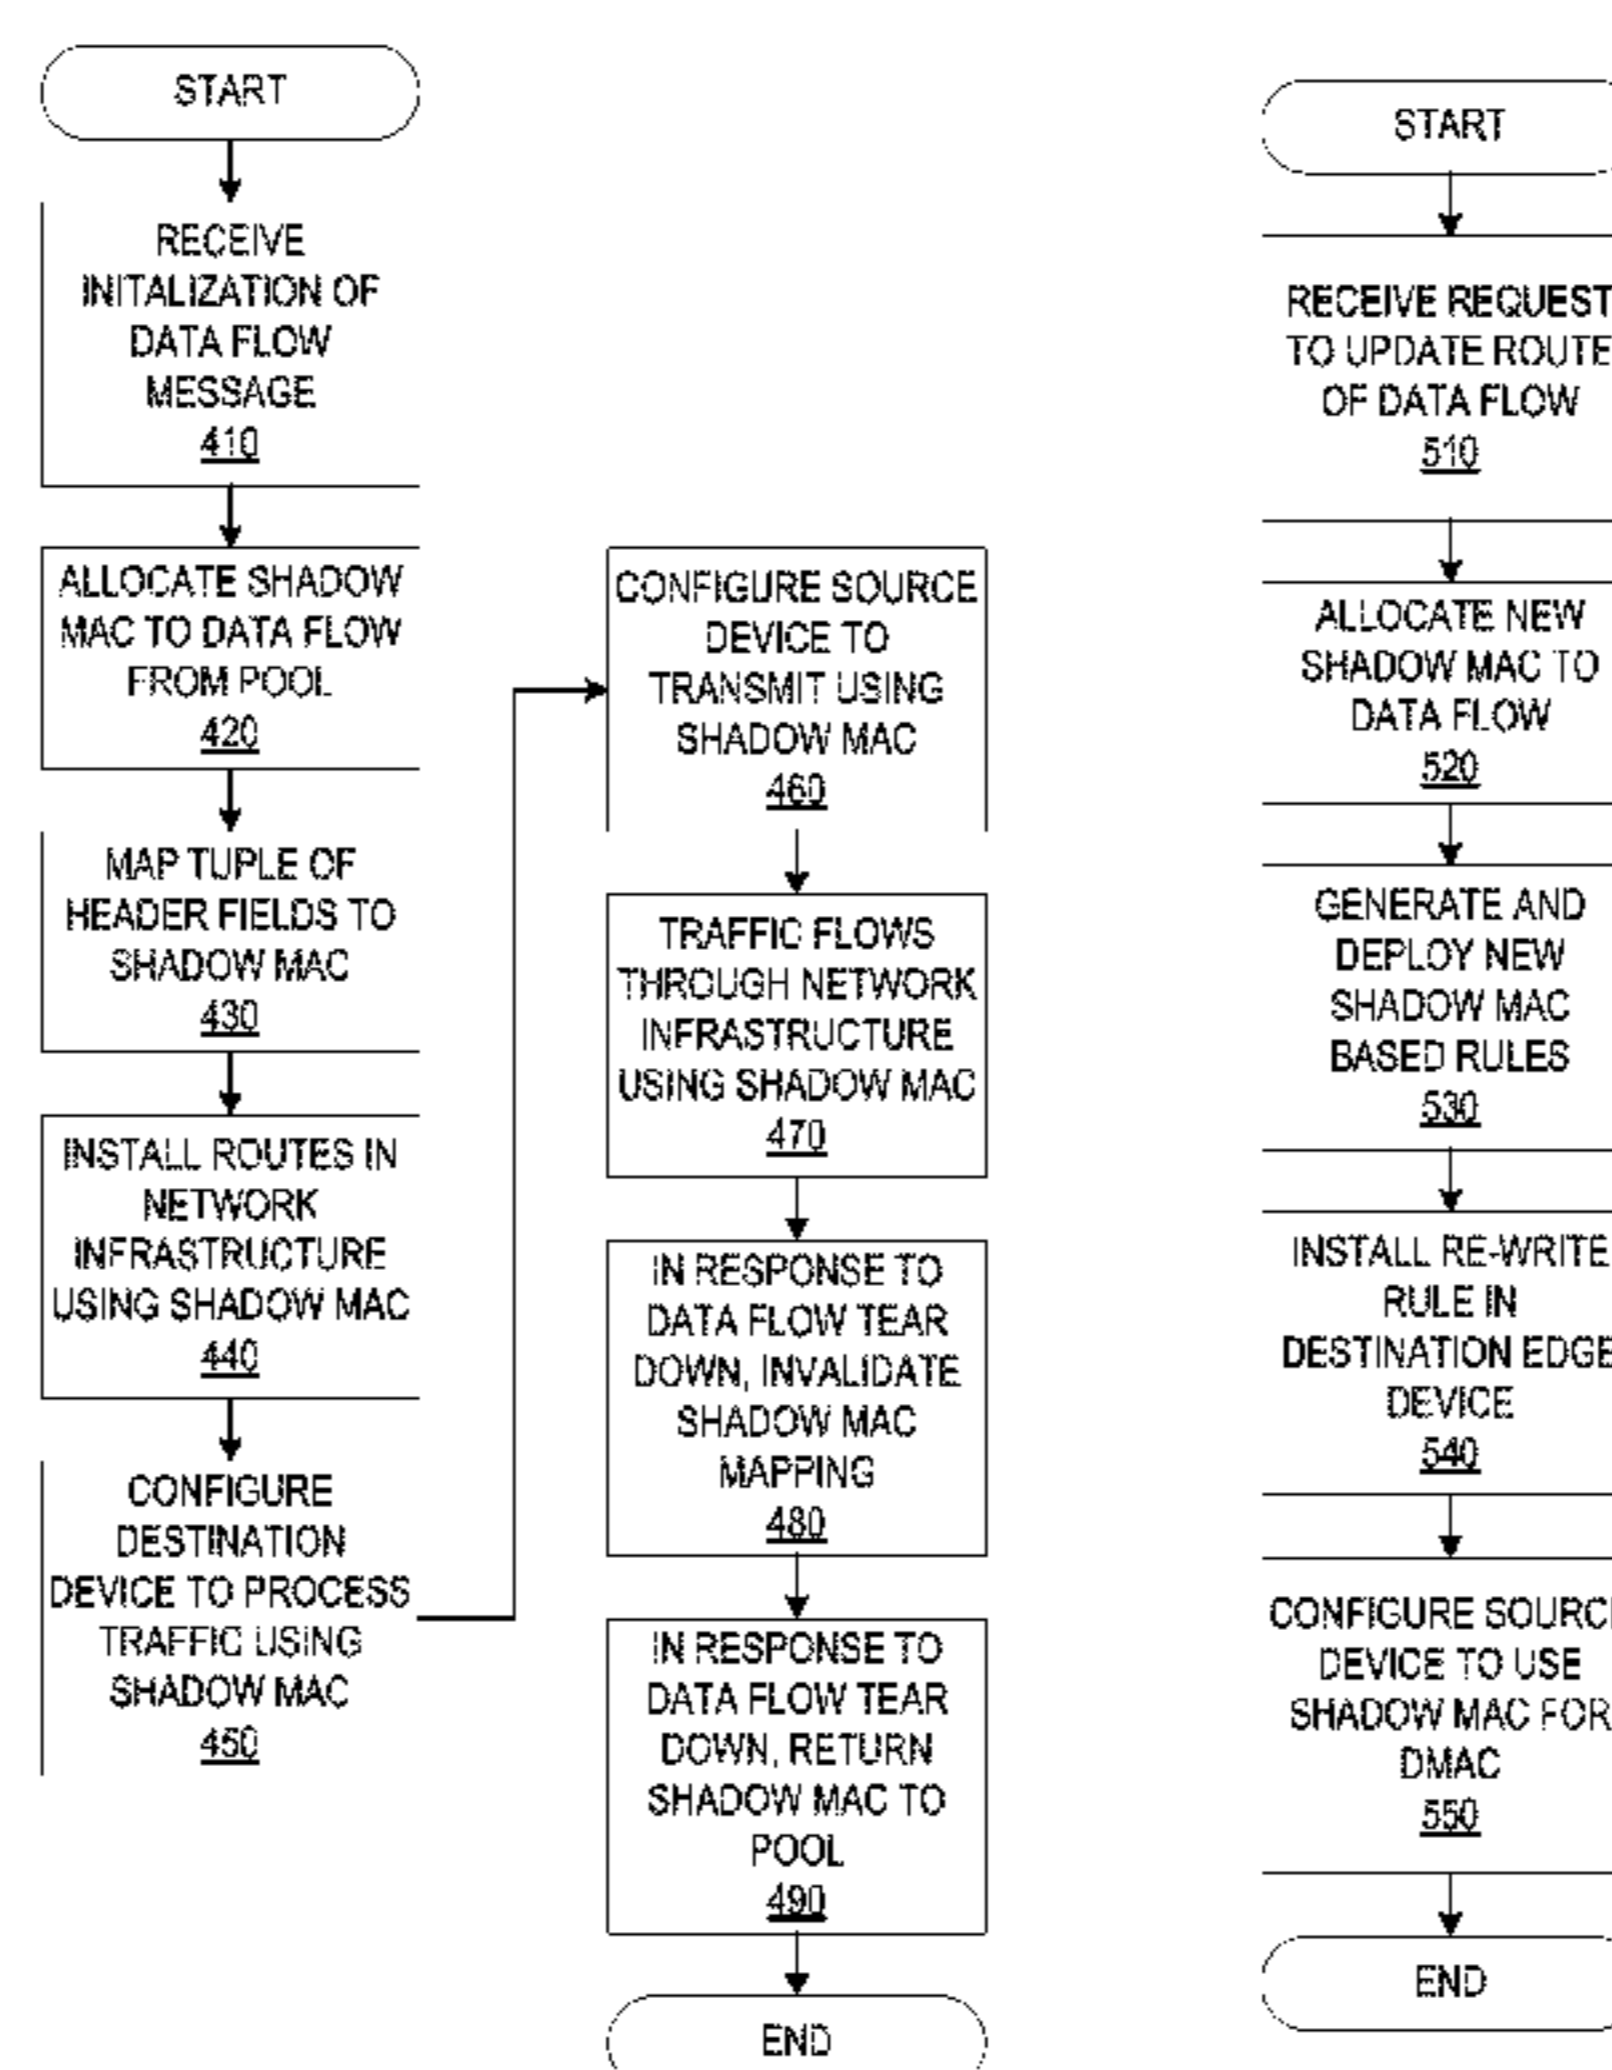 START
RECEIVE
INITALIZATION OF
DATA FLOW
MESSAGE
410
ALLOCATE SHADOW
MAC TO DATA FLOW
FROM POOL
420
MAP TUPLE OF
HEADER FIELDS TO
SHADOW MAC
430
INSTALL ROUTES IN
NETWORK
INFRASTRUCTURE
USING SHADOW MAC
440
CONFIGURE
DESTINATION
DEVICE TO PROCESS
TRAFFIC USING
SHADOW MAC
450
CONFIGURE SOURCE
DEVICE TO
TRANSMIT USING
SHADOW MAC
460
TRAFFIC FLOWS
THROUGH NETWORK
INFRASTRUCTURE
USING SHADOW MAC
470
IN RESPONSE TO
DATA FLOW TEAR
DOWN, INVALIDATE
SHADOW MAC
MAPPING
480
IN RESPONSE TO
DATA FLOW TEAR
DOWN, RETURN
SHADOW MAC TO
POOL
490
END
START
RECEIVE REQUEST
TO UPDATE ROUTE
OF DATA FLOW
510
ALLOCATE NEW
SHADOW MAC TO
DATA FLOW
520
GENERATE AND
DEPLOY NEW
SHADOW MAC
BASED RULES
530
INSTALL RE-WRITE
RULE IN
DESTINATION EDGE
DEVICE
540
CONFIGURE SOURCE
DEVICE TO USE
SHADOW MAC FOR
DMAC
550
END